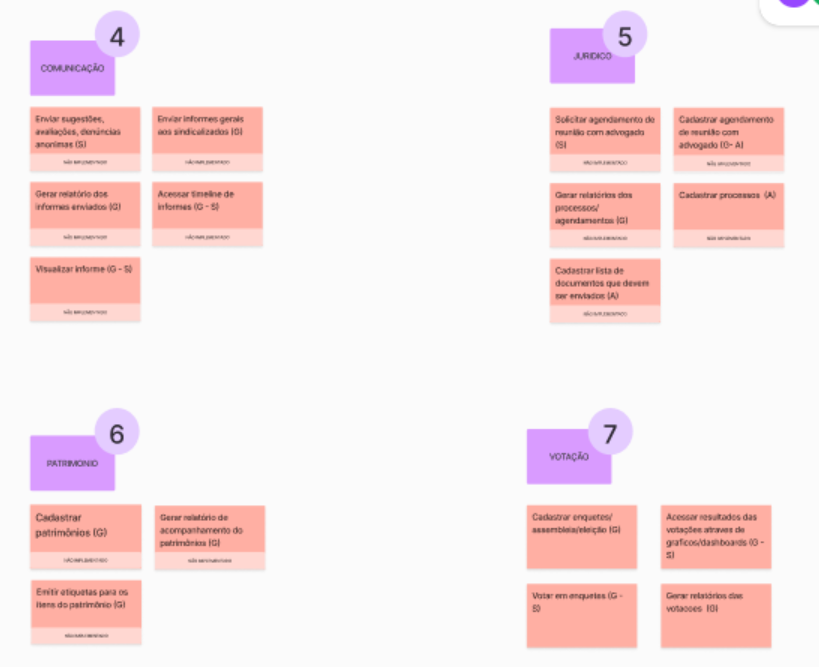 4
COMUNICAÇÃO
Enviar sugestões,
avaliações, denúncias
anonimas (S)
NÃO IMPLEMENTADO
Enviar informes gerais
aos sindicalizados (G)
NÃO IMPLEMENTADO
Gerar relatório dos
informes enviados (G)
NÃO IMPLEMENTADO
Acessar timeline de
informes (G - S)
NÃO IMPLEMENTADO
Visualizar informe (G - S)
NÃO IMPLEMENTADO
5
JURIDICO
Solicitar agendamento de
reunião com advogado
(S)
NÃO IMPLEMENTADO
Cadastrar agendamento
de reunião com
advogado (G- A)
NÃO IMPLEMENTADO
Gerar relatórios dos
processos/
agendamentos (G)
NÃO IMPLEMENTADO
Cadastrar processos (A)
NÃO IMPLEMENTADO
Cadastrar lista de
documentos que devem
ser enviados (A)
NÃO IMPLEMENTADO
6
PATRIMONIO
Cadastrar
patrimônios (G)
NÃO IMPLEMENTADO
Gerar relatório de
acompanhamento do
patrimônios (G)
NÃO IMPLEMENTADO
Emitir etiquetas para os
itens do patrimônio (G)
NÃO IMPLEMENTADO
7
VOTAÇÃO
Cadastrar enquetes/
assembleia/eleição (G)
Acessar resultados das
votações atraves de
graficos/dashboards (G -
S)
Votar em enquetes (G -
S)
Gerar relatórios das
votacoes (G)